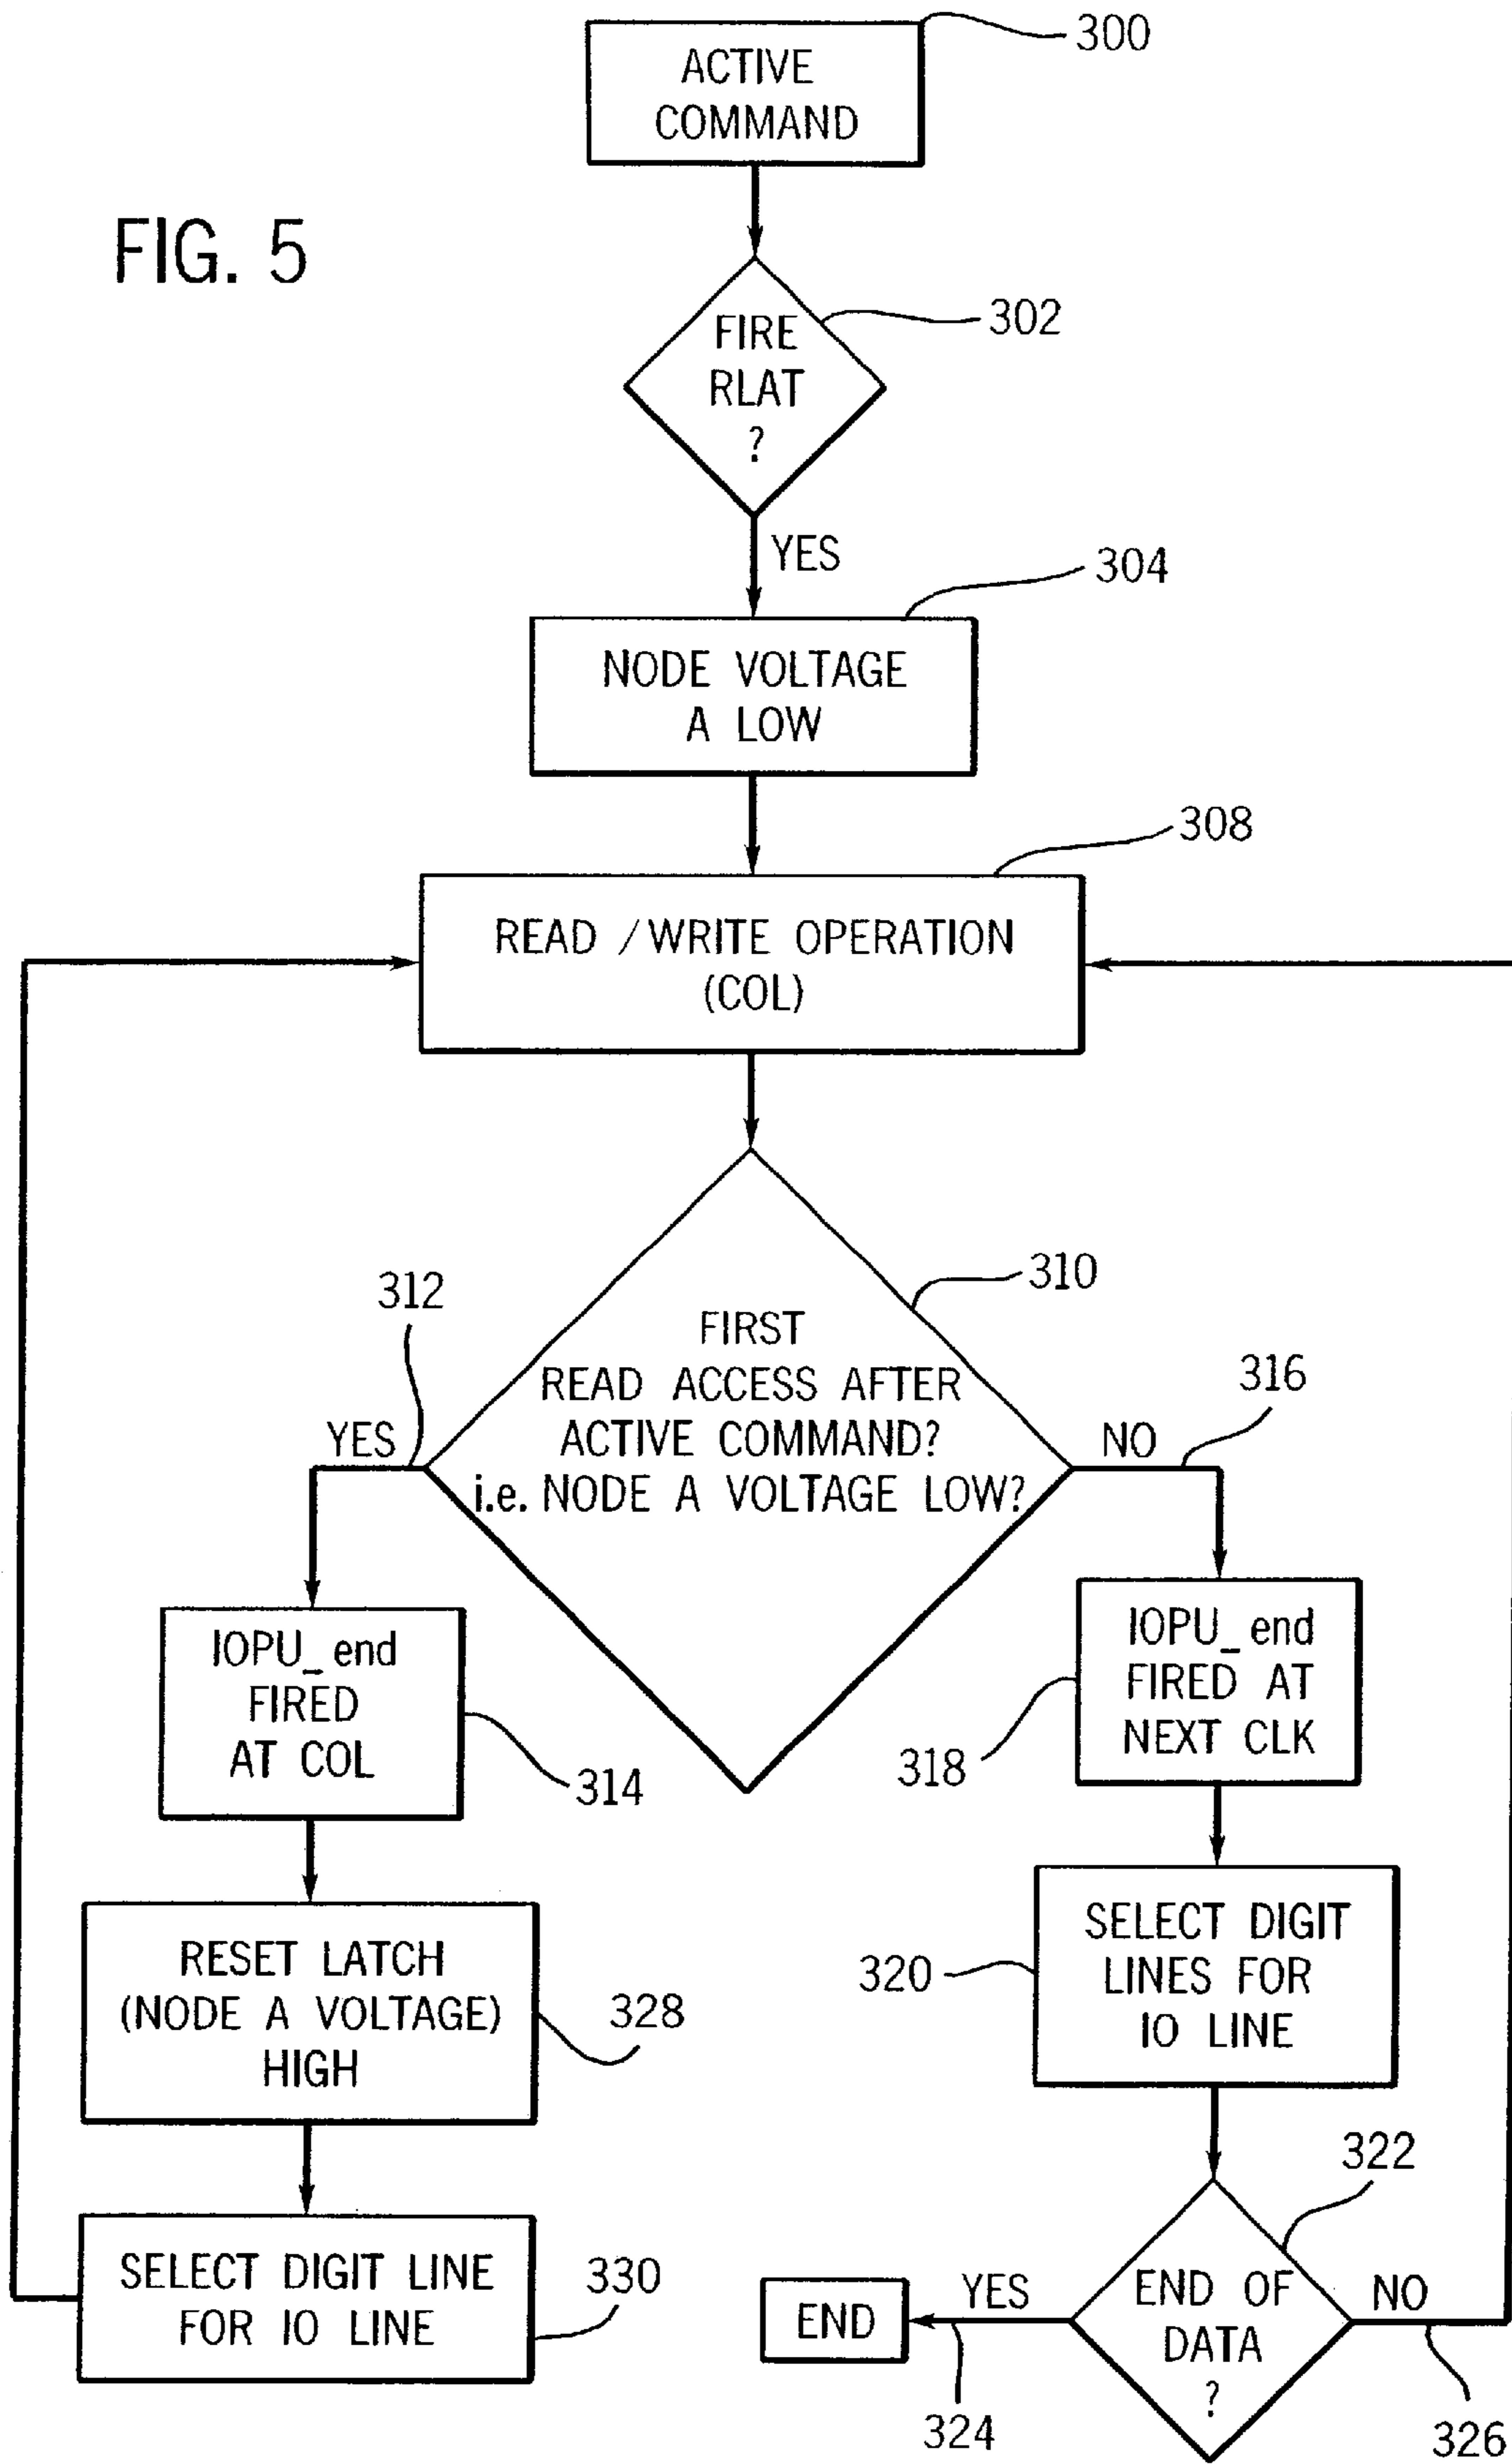 300
ACTIVE
COMMAND
FIG. 5
302
FIRE
RLAT
?
YES
304
NODE VOLTAGE
A LOW
308
READ /WRITE OPERATION
(COL)
310
312
FIRST
READ ACCESS AFTER
ACTIVE COMMAND?
i.e. NODE A VOLTAGE LOW?
YES
NO
316
IOPU_end
FIRED
AT COL
314
IOPU_end
FIRED AT
NEXT CLK
318
RESET LATCH
(NODE A VOLTAGE)
HIGH
328
SELECT DIGIT
LINES FOR
IO LINE
320
322
SELECT DIGIT LINE
FOR IO LINE
330
END
YES
END OF
DATA
?
NO
324
326